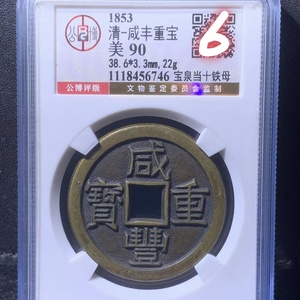 公博
1853
清-咸丰重宝
美 90
38.6*3.3mm,22g
1118456746 宝泉当十铁母
公博评级
文物鉴定委员会监制
6
咸
寶 重
豐